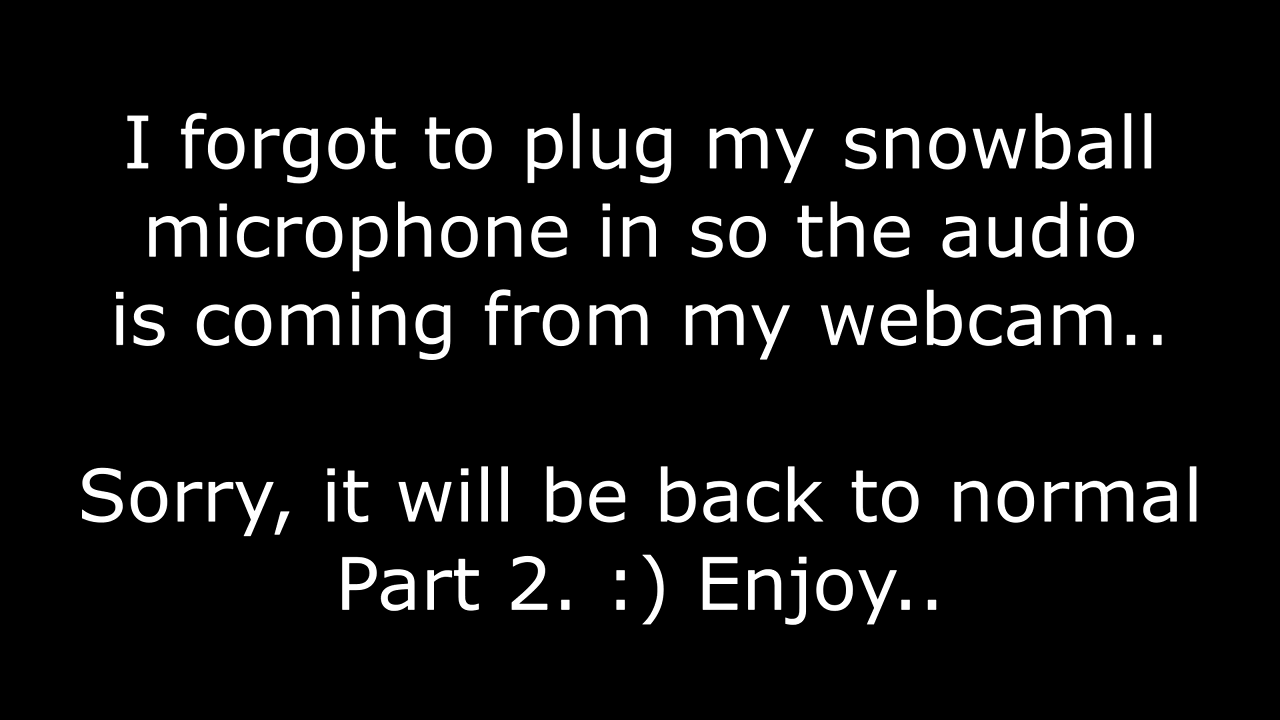 I forgot to plug my snowball
microphone in so the audio
is coming from my webcam..
Sorry, it will be back to normal
Part 2. :) Enjoy..